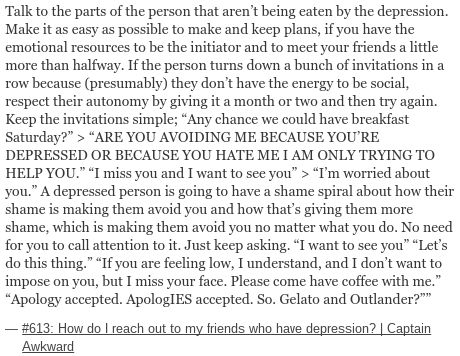 Talk to the parts of the person that aren’t being eaten by the depression.
Make it as easy as possible to make and keep plans, if you have the
emotional resources to be the initiator and to meet your friends a little
more than halfway. If the person turns down a bunch of invitations in a
row because (presumably) they don’t have the energy to be social,
respect their autonomy by giving it a month or two and then try again.
Keep the invitations simple; “Any chance we could have breakfast
Saturday?” > “ARE YOU AVOIDING ME BECAUSE YOU’RE
DEPRESSED OR BECAUSE YOU HATE ME I AM ONLY TRYING TO
HELP YOU.” “I miss you and I want to see you” > “I’m worried about
you.” A depressed person is going to have a shame spiral about how their
shame is making them avoid you and how that’s giving them more
shame, which is making them avoid you no matter what you do. No need
for you to call attention to it. Just keep asking. “I want to see you” “Let’s
do this thing.” “If you are feeling low, I understand, and I don’t want to
impose on you, but I miss your face. Please come have coffee with me.”
“Apology accepted. ApologIES accepted. So. Gelato and Outlander?””
— #613: How do I reach out to my friends who have depression? | Captain
Awkward